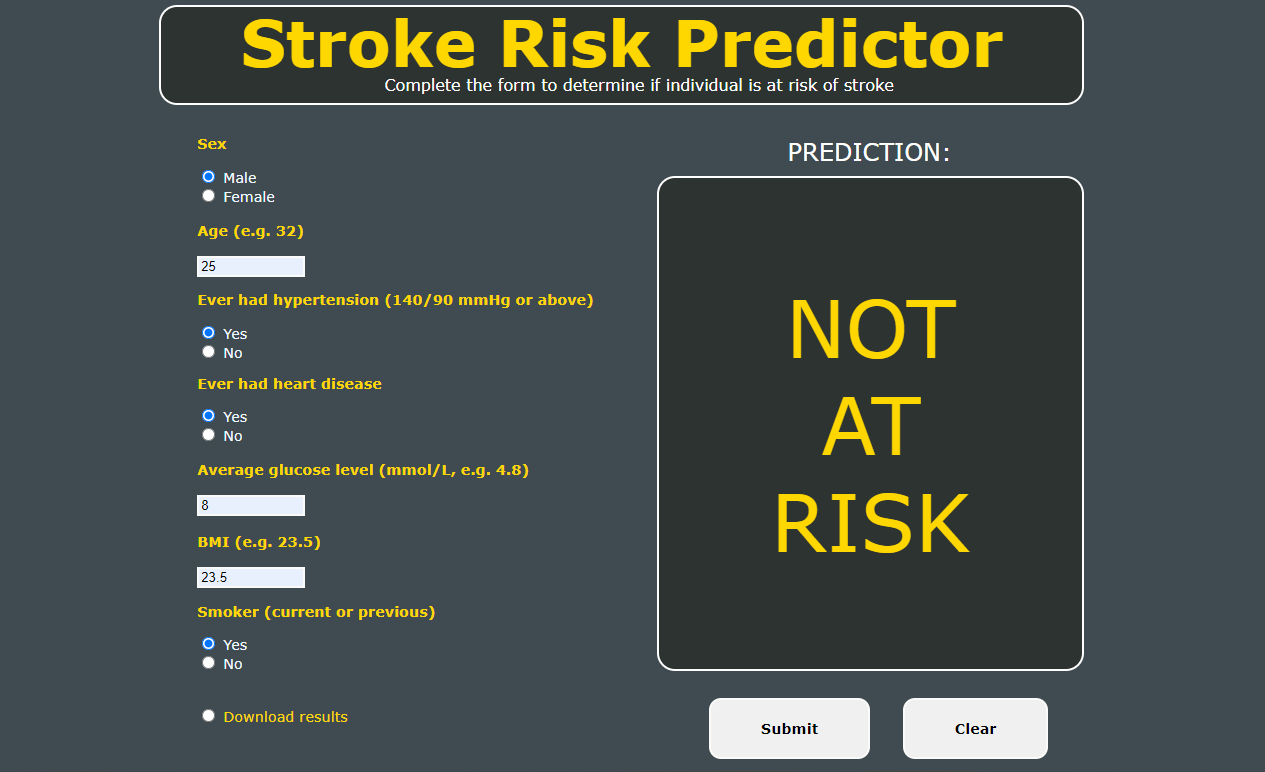 Stroke Risk Predictor
Complete the form to determine if individual is at risk of stroke
Sex
Male
Female
Age (e.g. 32)
25
Ever had hypertension (140/90 mmHg or above)
Yes
No
Ever had heart disease
Yes
No
Average glucose level (mmol/L, e.g. 4.8)
8
BMI (e.g. 23.5)
23.5
Smoker (current or previous)
Yes
No
Download results
PREDICTION:
NOT
AT
RISK
Submit
Clear